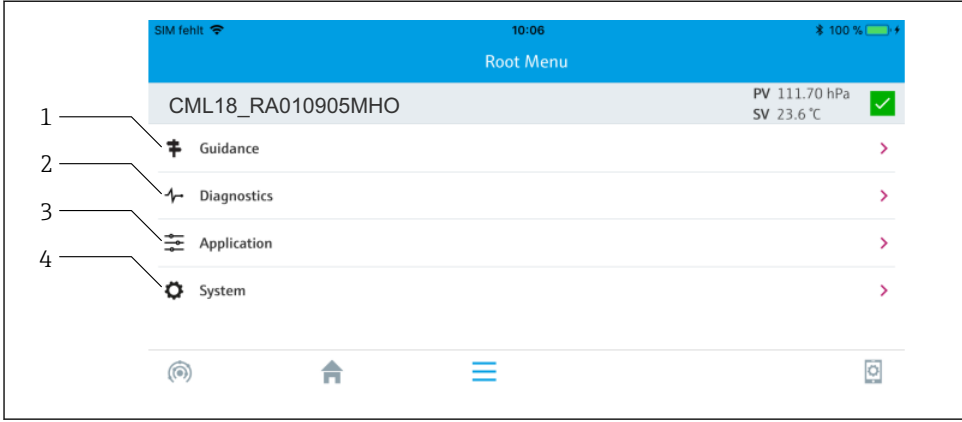 SIM fehlt 10:06 100 %
Root Menu
CML18_RA010905MHO
PV 111.70 hPa
SV 23.6 °C
1 Guidance
2 Diagnostics
3 Application
4 System